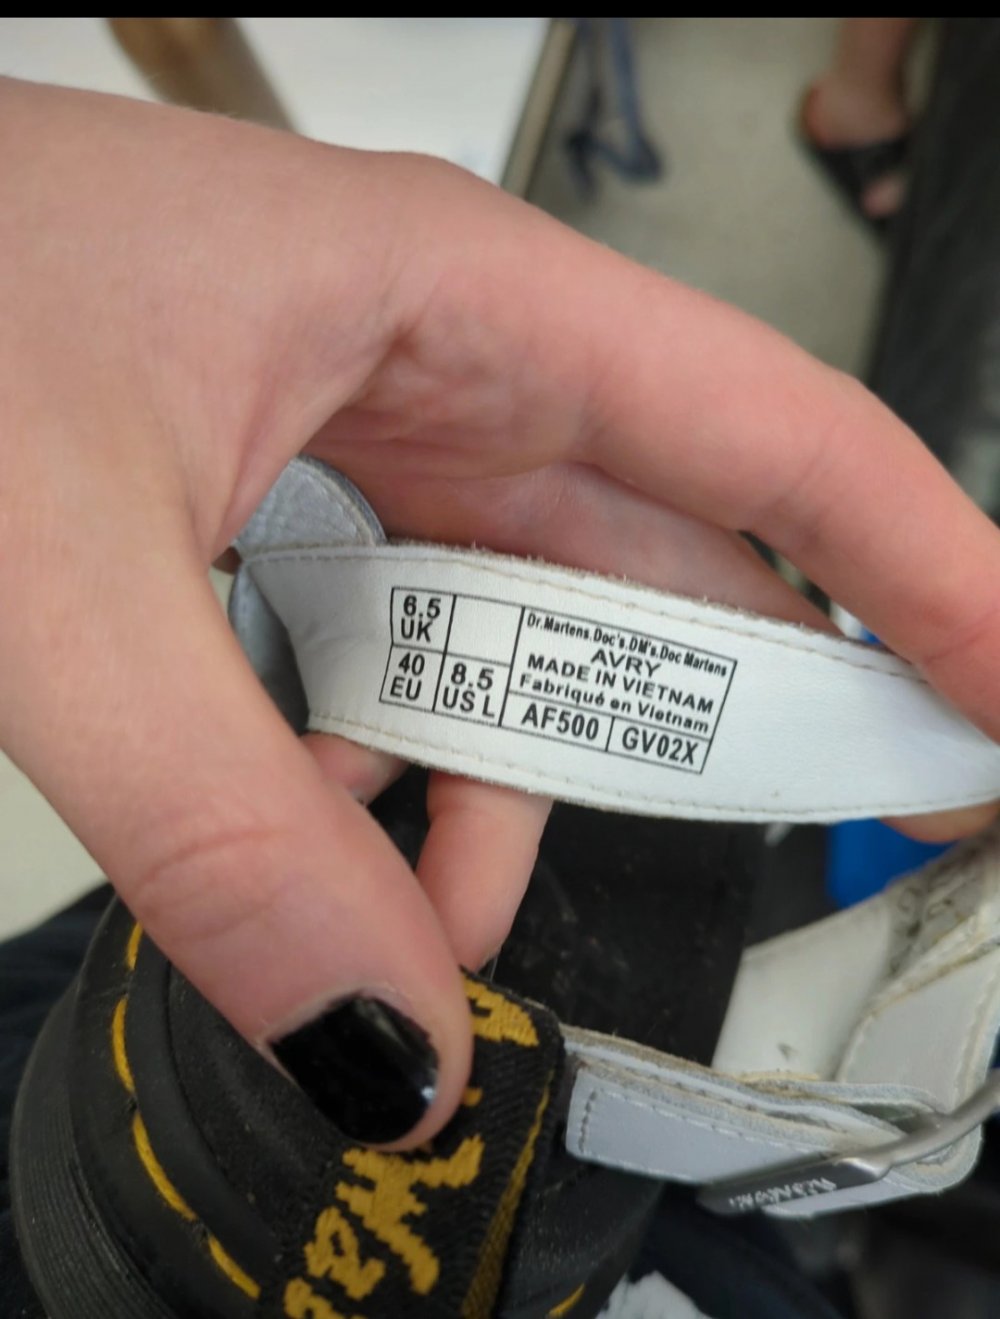 6.5
UK
40
EU
8.5
US L
Dr.Martens.Doc's.DM's.Doc Martens
AVRY
MADE IN VIETNAM
Fabriqué en Vietnam
AF500
GV02X